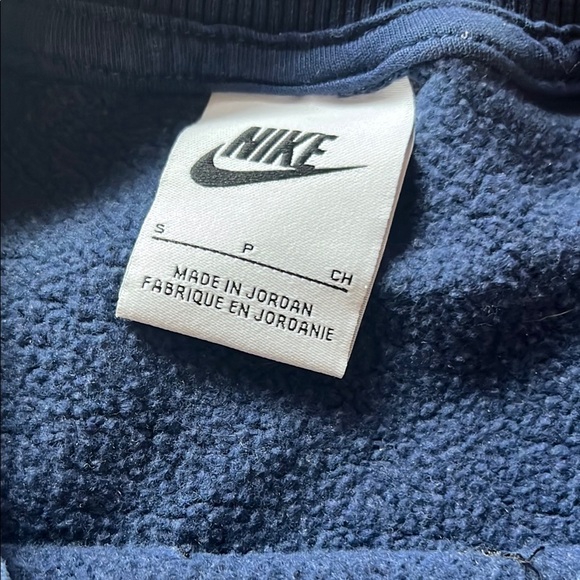 NIKE
S P CH
MADE IN JORDAN
FABRIQUE EN JORDANIE